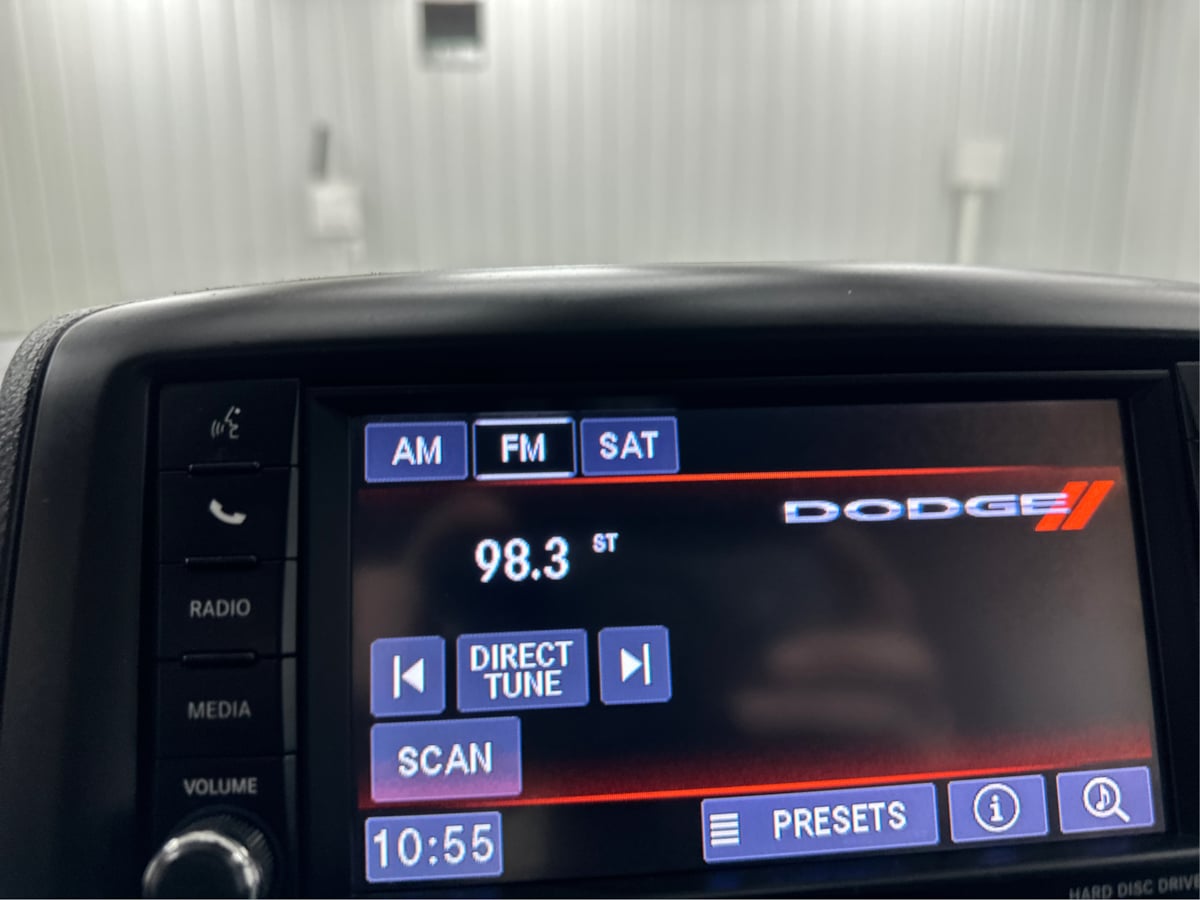 AM FM SAT
DODGE
98.3 ST
RADIO
DIRECT
TUNE
MEDIA
SCAN
VOLUME
PRESETS
10:55
HARD DISC DRIVE